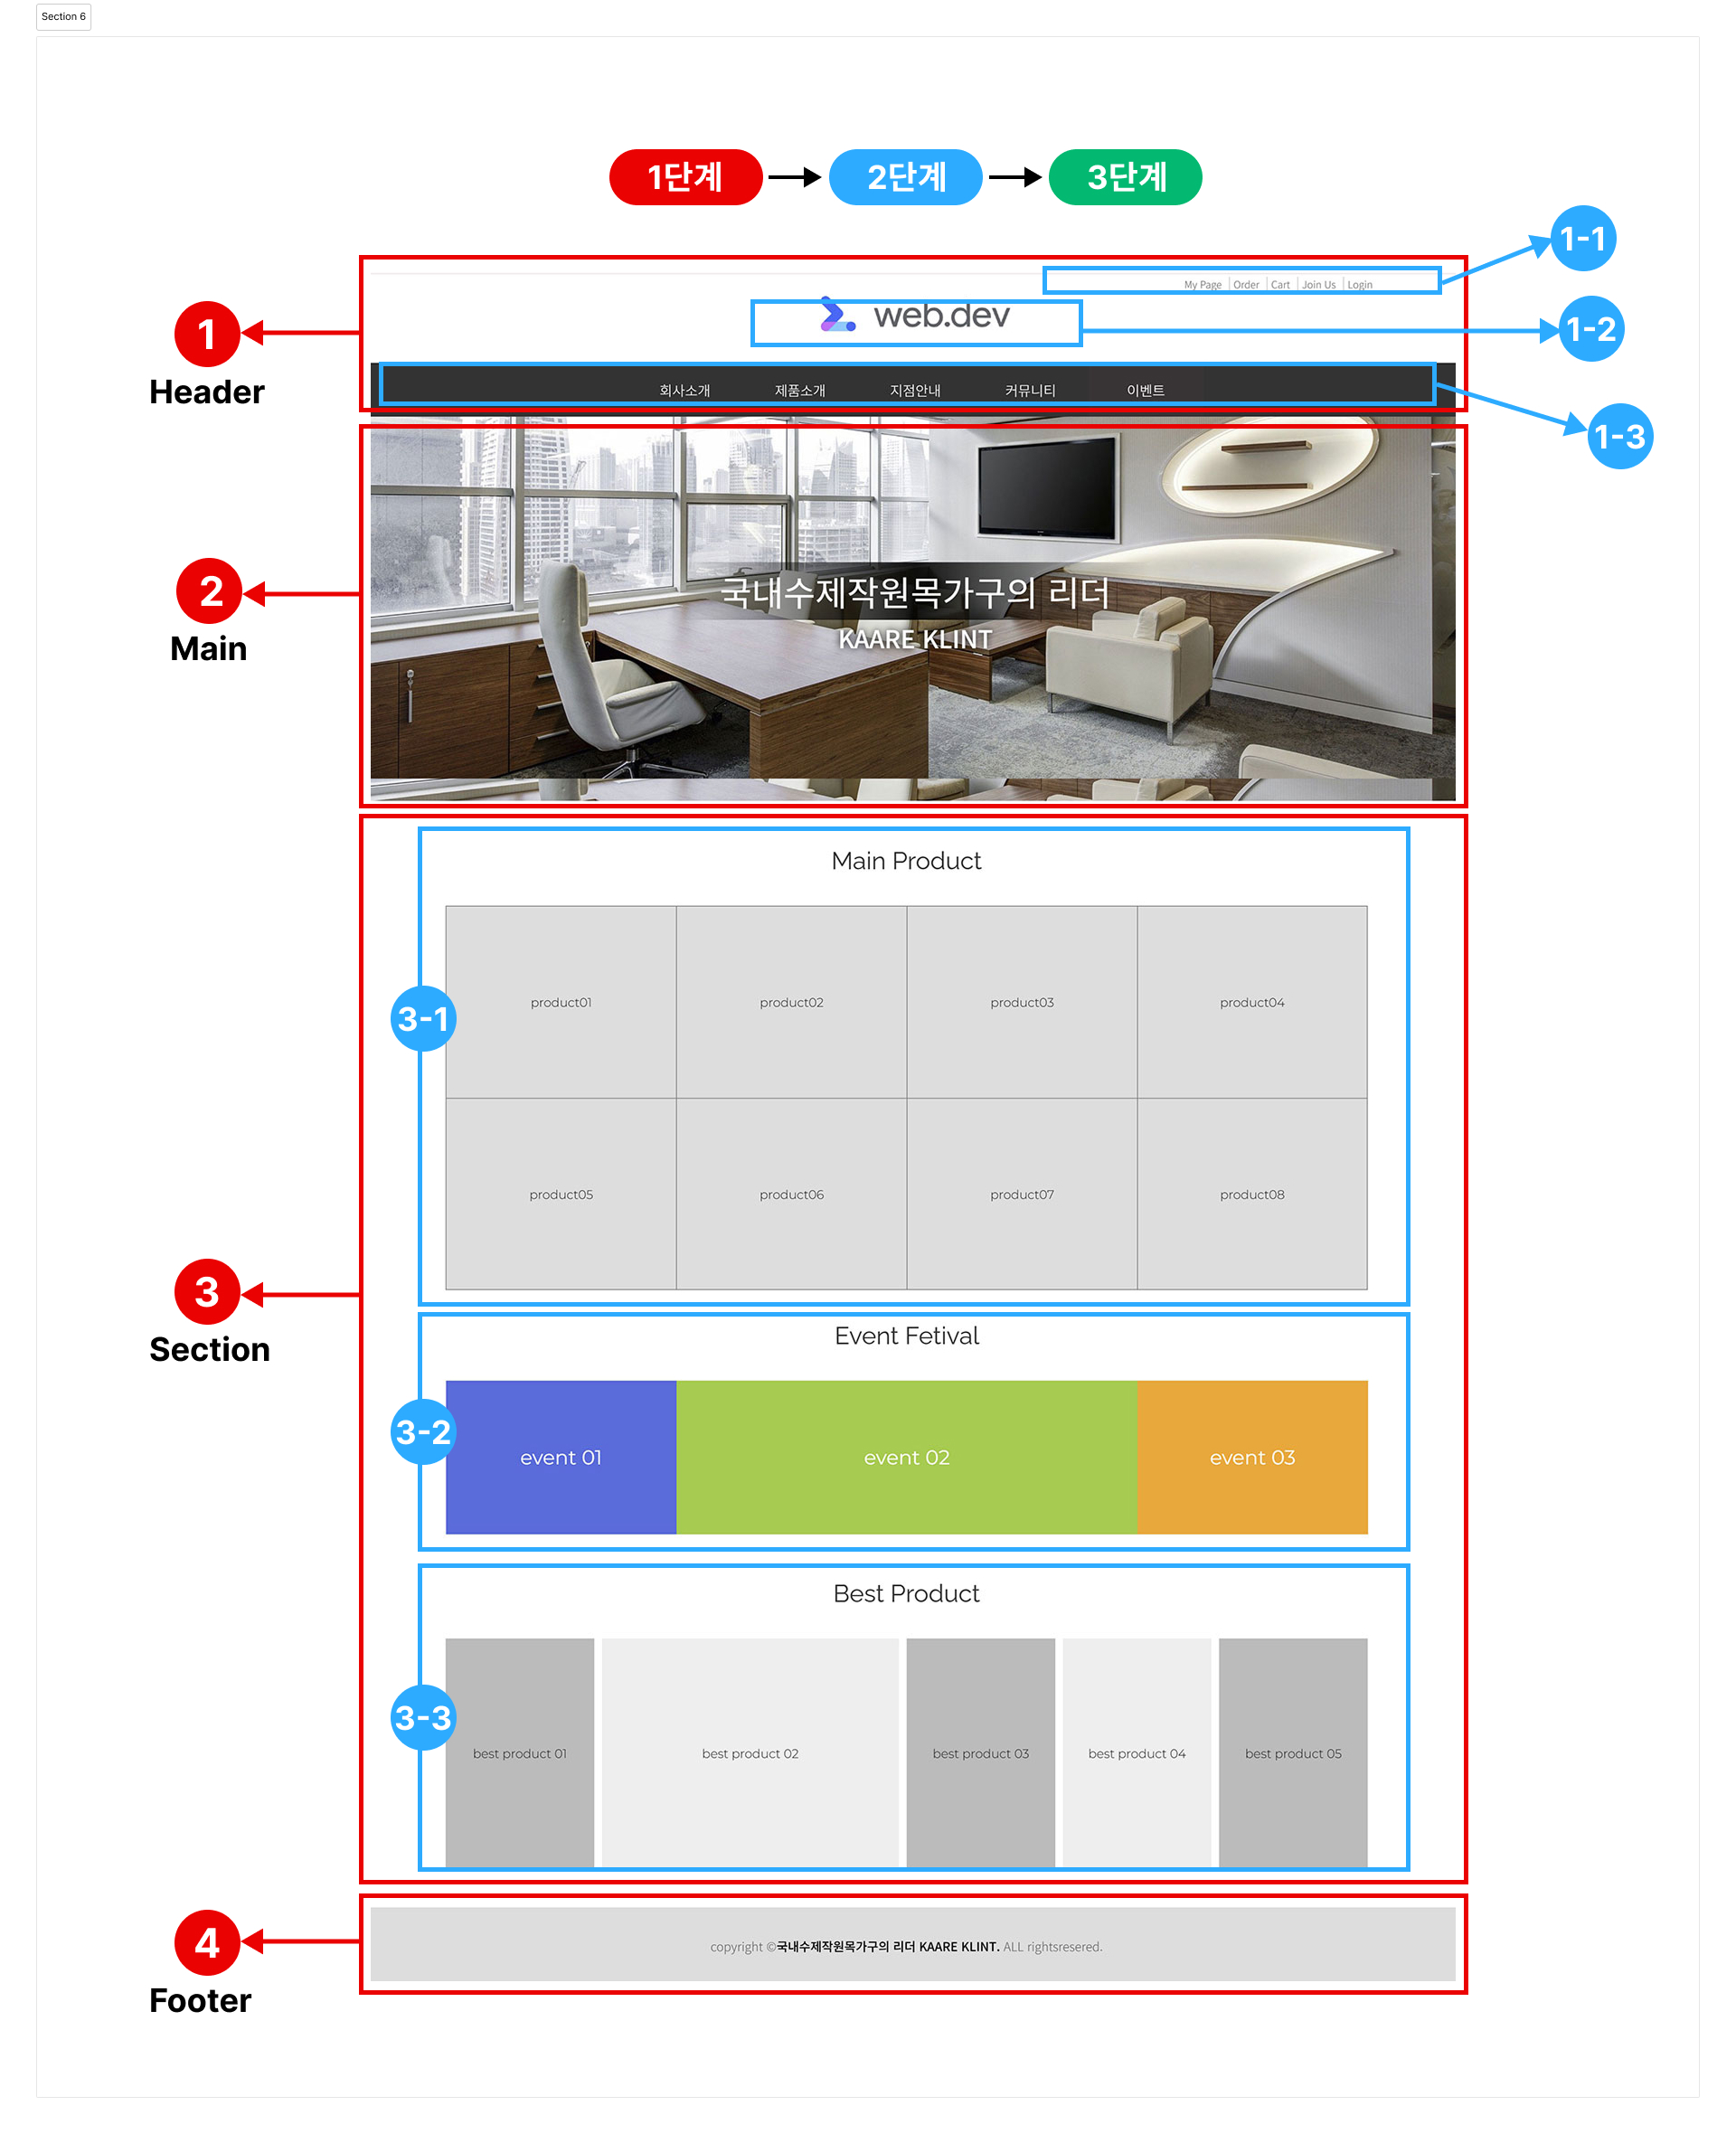 Section 6
1단계
2단계
3단계
1-1
My Page Order Cart Join Us Login
web.dev
1-2
1
Header
회사소개 제품소개 지점안내 커뮤니티 이벤트
1-3
국내수제작원목가구의 리더
KAARE KLINT
2
Main
Main Product
product01 product02 product03 product04
3-1
product05 product06 product07 product08
3
Section
Event Fetival
3-2
event 01 event 02 event 03
Best Product
3-3
best product 01 best product 02 best product 03 best product 04 best product 05
4
Footer
copyright ©국내수제작원목가구의 리더 KAARE KLINT. ALL rightsresered.